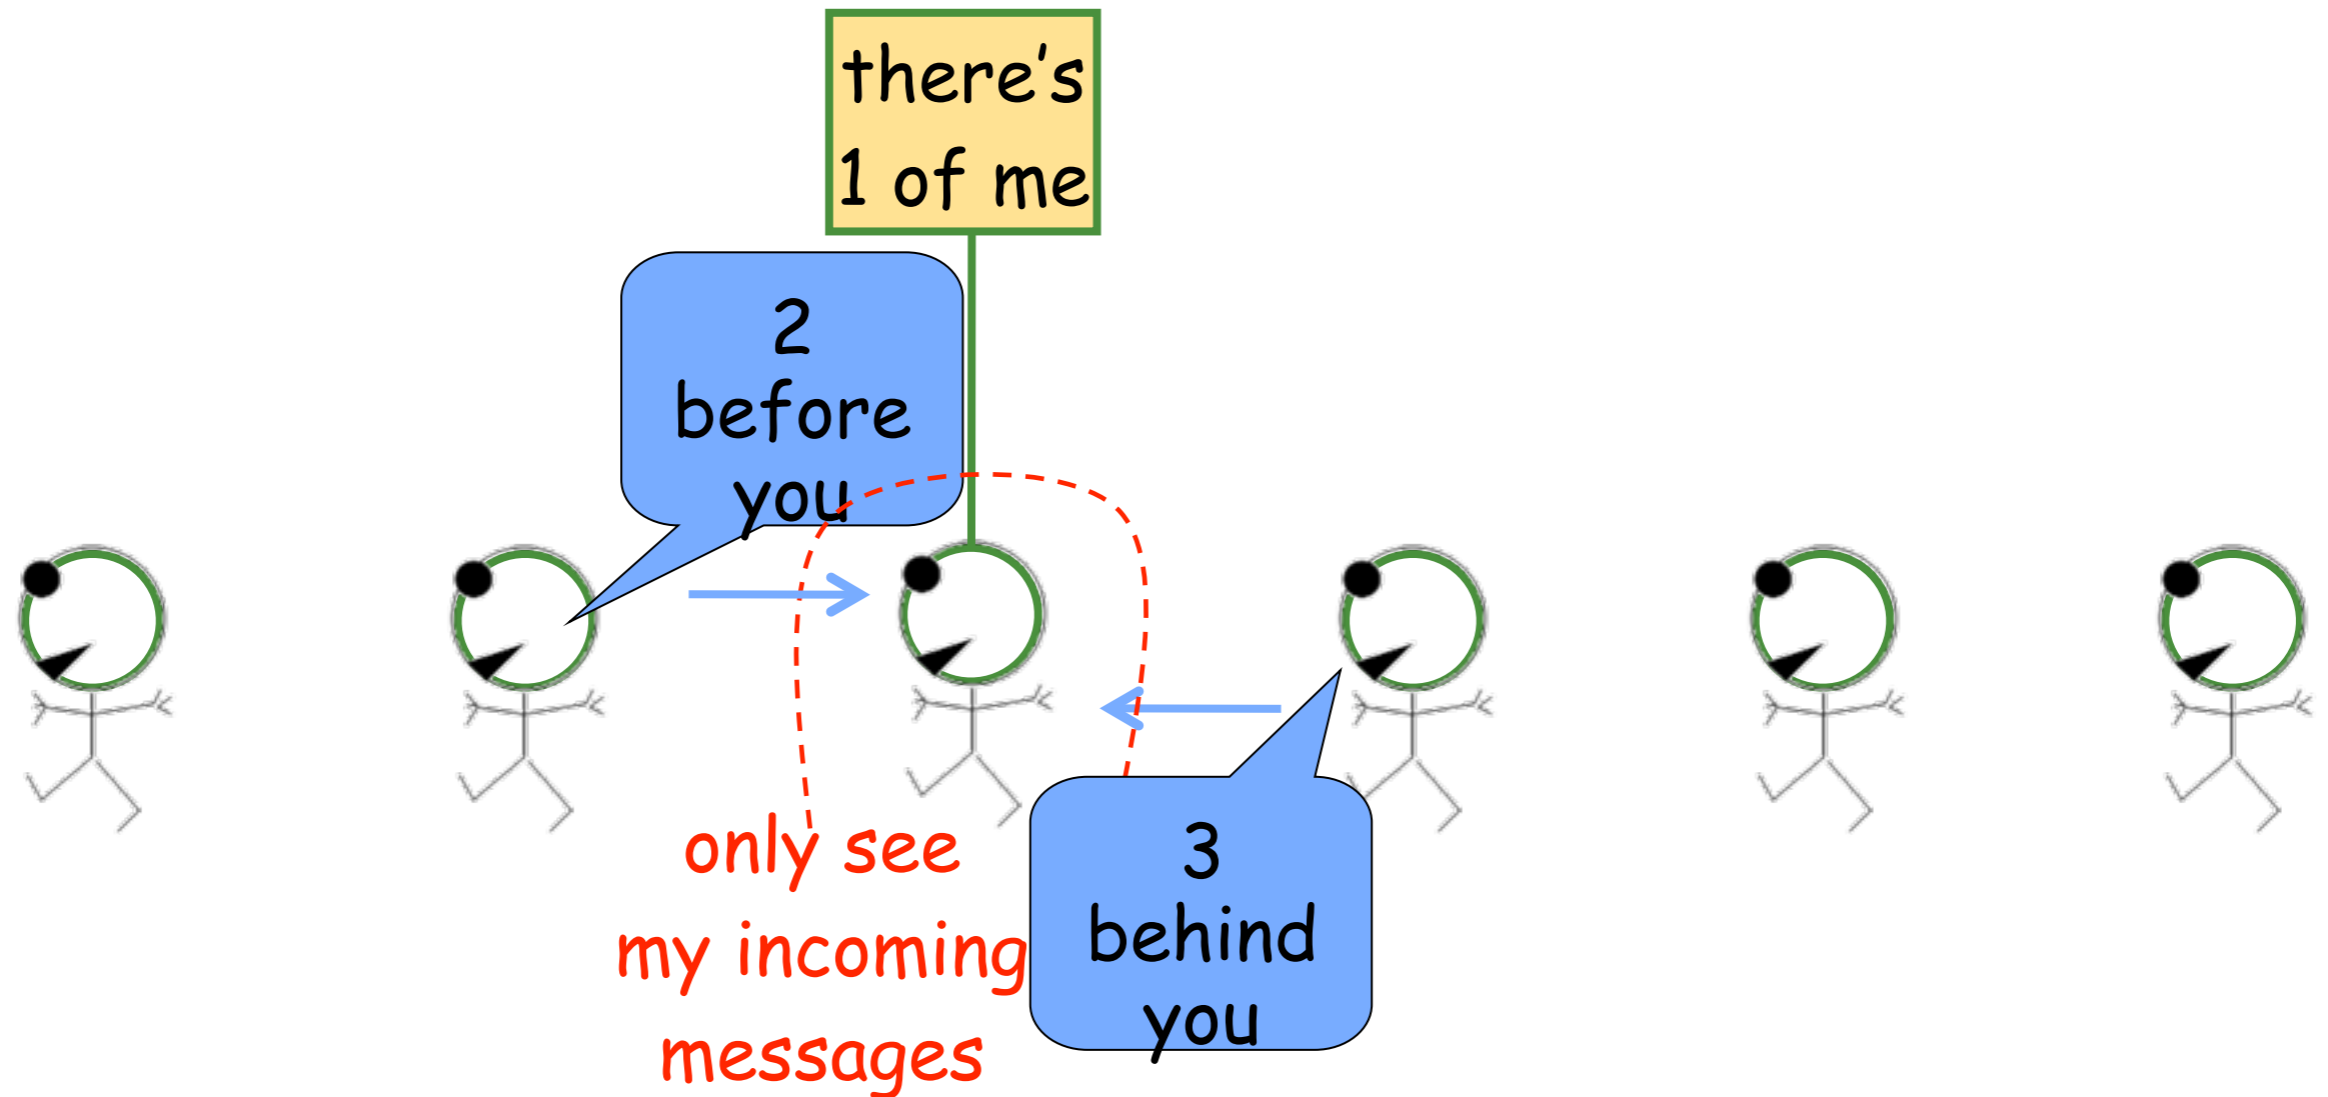 there’s
1 of me
2
before
you
only see
my incoming
messages
3
behind
you